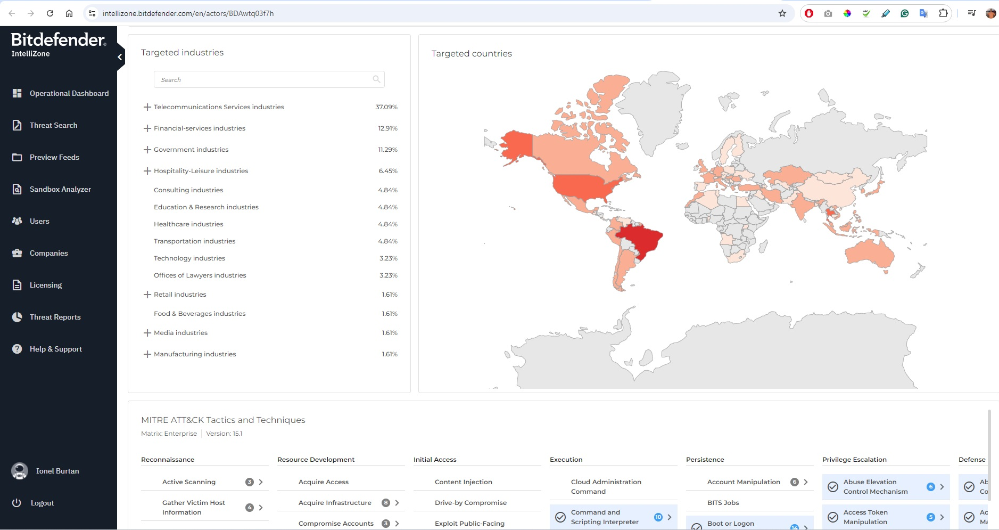 intellizone.bitdefender.com/en/actors/BDAwtq03f7h
Bitdefender
IntelliZone
Operational Dashboard
Threat Search
Preview Feeds
Sandbox Analyzer
Users
Companies
Licensing
Threat Reports
Help & Support
Ionel Burtan
Logout
Targeted industries
Search
Telecommunications Services industries 37.09%
Financial-services industries 12.91%
Government industries 11.29%
Hospitality-Leisure industries 6.45%
Consulting industries 4.84%
Education & Research industries 4.84%
Healthcare industries 4.84%
Transportation industries 4.84%
Technology industries 3.23%
Offices of Lawyers industries 3.23%
Retail industries 1.61%
Food & Beverages industries 1.61%
Media industries 1.61%
Manufacturing industries 1.61%
Targeted countries
MITRE ATT&CK Tactics and Techniques
Matrix: Enterprise Version: 15.1
Reconnaissance
Active Scanning 3
Gather Victim Host
Information 4
Resource Development
Acquire Access
Acquire Infrastructure 8
Compromise Accounts 3
Initial Access
Content Injection
Drive-by Compromise
Exploit Public-Facing
Execution
Cloud Administration
Command
Command and
Scripting Interpreter 10
Persistence
Account Manipulation 6
BITS Jobs
Boot or Logon 14
Privilege Escalation
Abuse Elevation
Control Mechanism 6
Access Token
Manipulation 5
Defense
Ab
Co
Ac
Ma